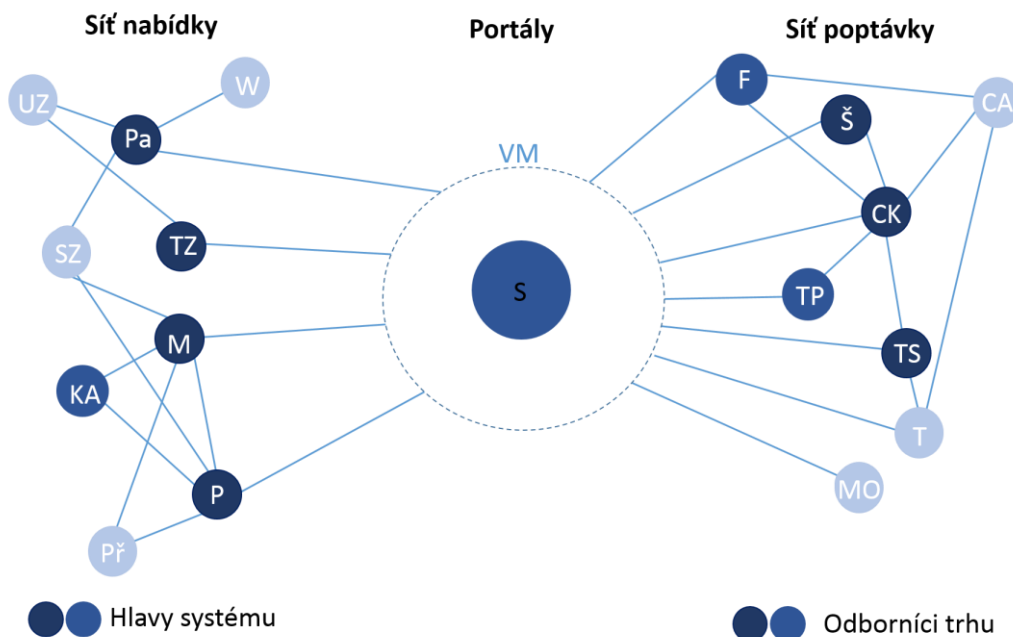 Síť nabídky
Portály
Síť poptávky
UZ
W
Pa
SZ
TZ
M
KA
P
Př
VM
S
F
CA
Š
CK
TP
TS
T
MO
Hlavy systému
Odborníci trhu